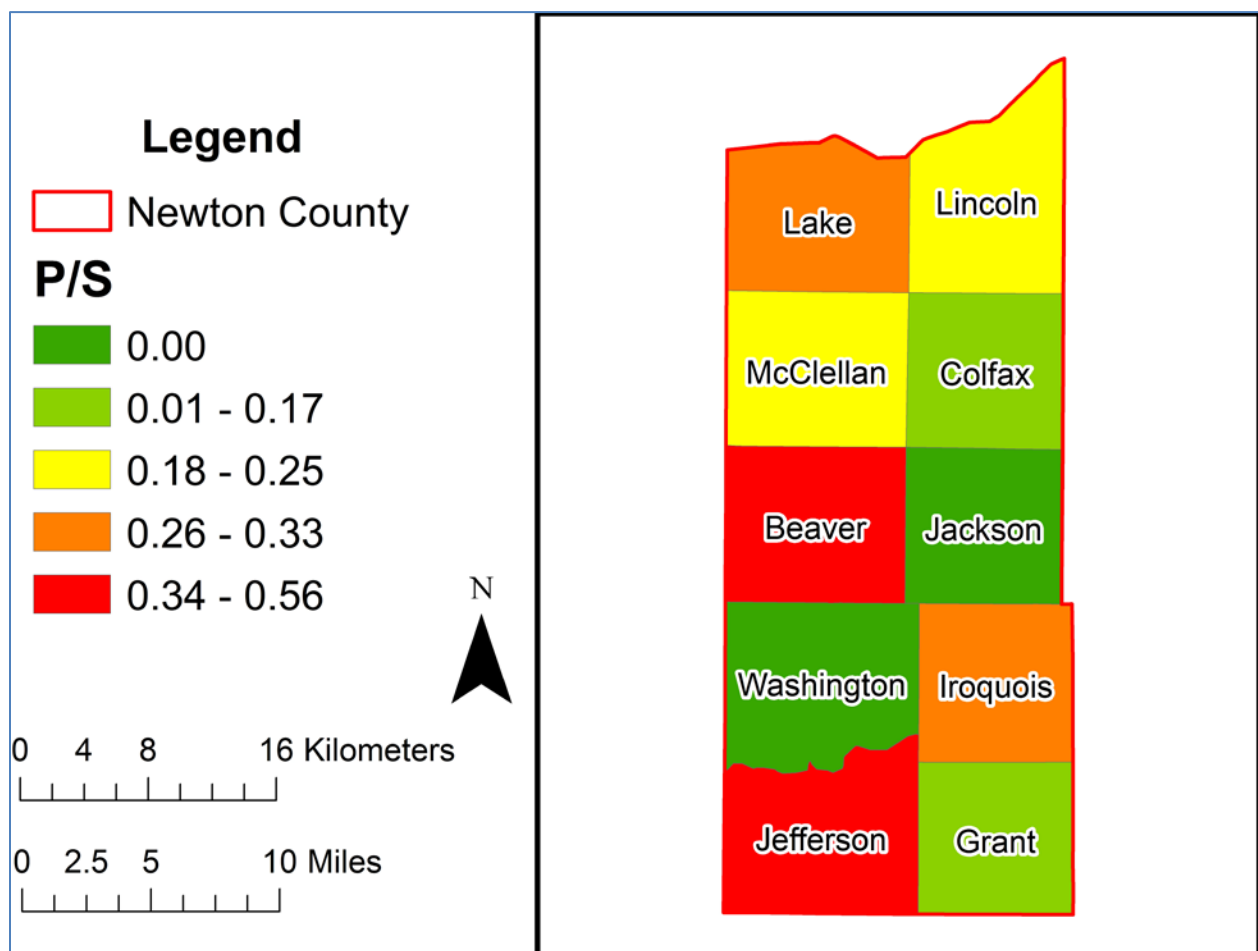 Legend
Newton County
P/S
0.00
0.01 - 0.17
0.18 - 0.25
0.26 - 0.33
0.34 - 0.56
N
0 4 8 16 Kilometers
0 2.5 5 10 Miles
Lake
Lincoln
McClellan
Colfax
Beaver
Jackson
Washington
Iroquois
Jefferson
Grant